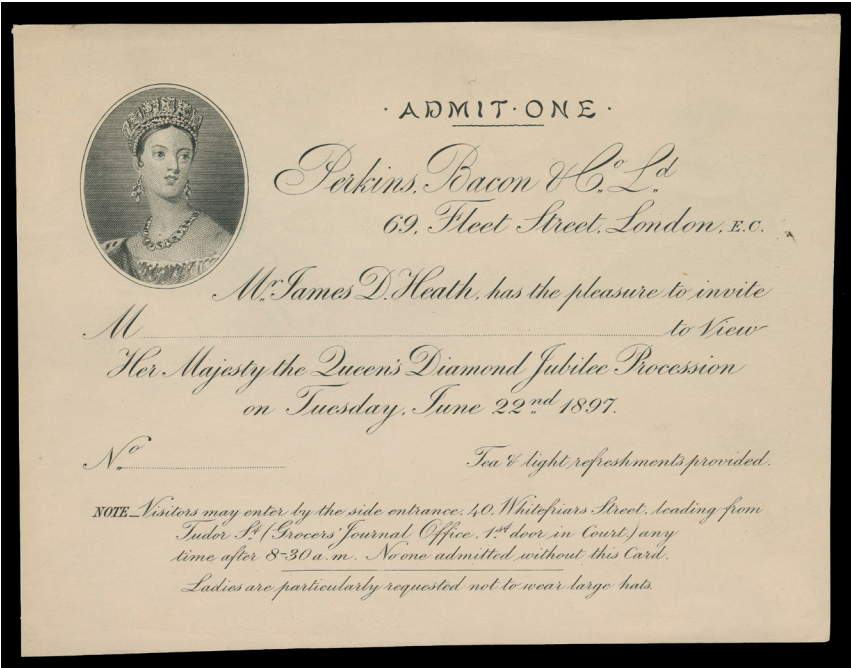 · ADMIT · ONE ·
Perkins, Bacon & Co. Ld.
69, Fleet Street, London, E.C.
Mr. James D. Heath, has the pleasure to invite
M to View
Her Majesty the Queen's Diamond Jubilee Procession
on Tuesday, June 22nd 1897.
No. Tea & light refreshments provided.
NOTE_Visitors may enter by the side entrance, 40, Whitefriars Street, leading from
Tudor St. (Grocers' Journal Office, 1st door in Court.) any
time after 8-30 a.m. No one admitted without this Card.
Ladies are particularly requested not to wear large hats.